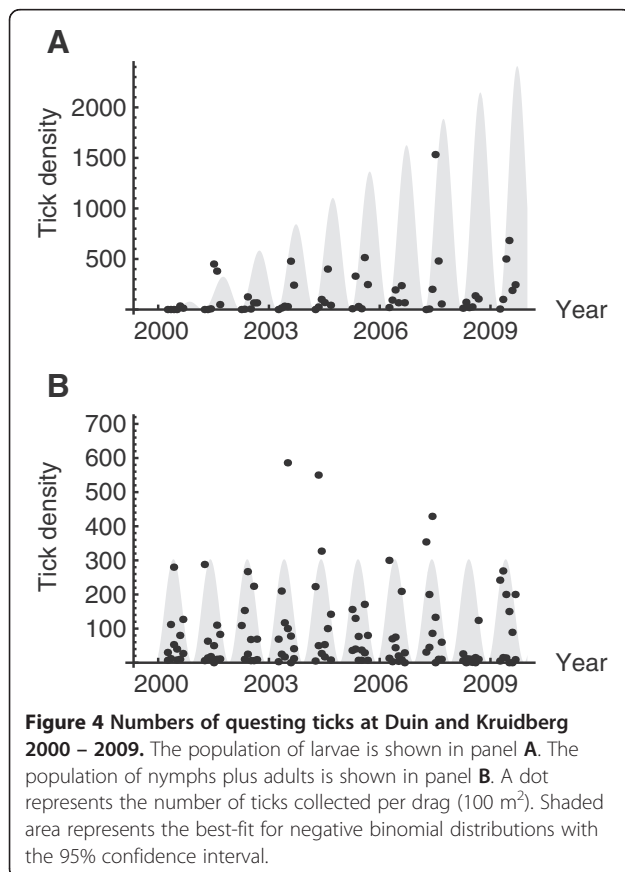 A
Tick density
2000
1500
1000
500
2000 2003 2006 2009 Year
B
Tick density
700
600
500
400
300
200
100
2000 2003 2006 2009 Year
Figure 4 Numbers of questing ticks at Duin and Kruidberg
2000 – 2009. The population of larvae is shown in panel A. The
population of nymphs plus adults is shown in panel B. A dot
represents the number of ticks collected per drag (100 m²). Shaded
area represents the best-fit for negative binomial distributions with
the 95% confidence interval.